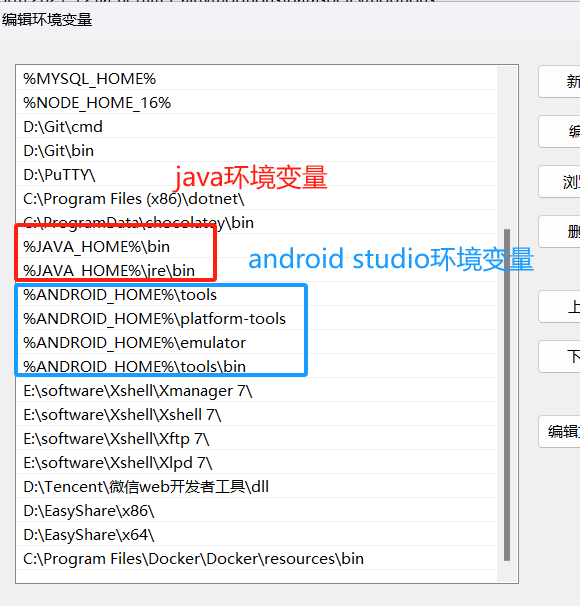 编辑环境变量
%MYSQL_HOME%
%NODE_HOME_16%
D:\Git\cmd
D:\Git\bin
D:\PuTTY\
java环境变量
C:\Program Files (x86)\dotnet\
C:\ProgramData\chocolatey\bin
%JAVA_HOME%\bin
android studio环境变量
%JAVA_HOME%\jre\bin
%ANDROID_HOME%\tools
%ANDROID_HOME%\platform-tools
%ANDROID_HOME%\emulator
%ANDROID_HOME%\tools\bin
E:\software\Xshell\Xmanager 7\
E:\software\Xshell\Xshell 7\
E:\software\Xshell\Xftp 7\
E:\software\Xshell\Xlpd 7\
D:\Tencent\微信web开发者工具\dll
D:\EasyShare\x86\
D:\EasyShare\x64\
C:\Program Files\Docker\Docker\resources\bin
新
编
浏
上
下
编辑